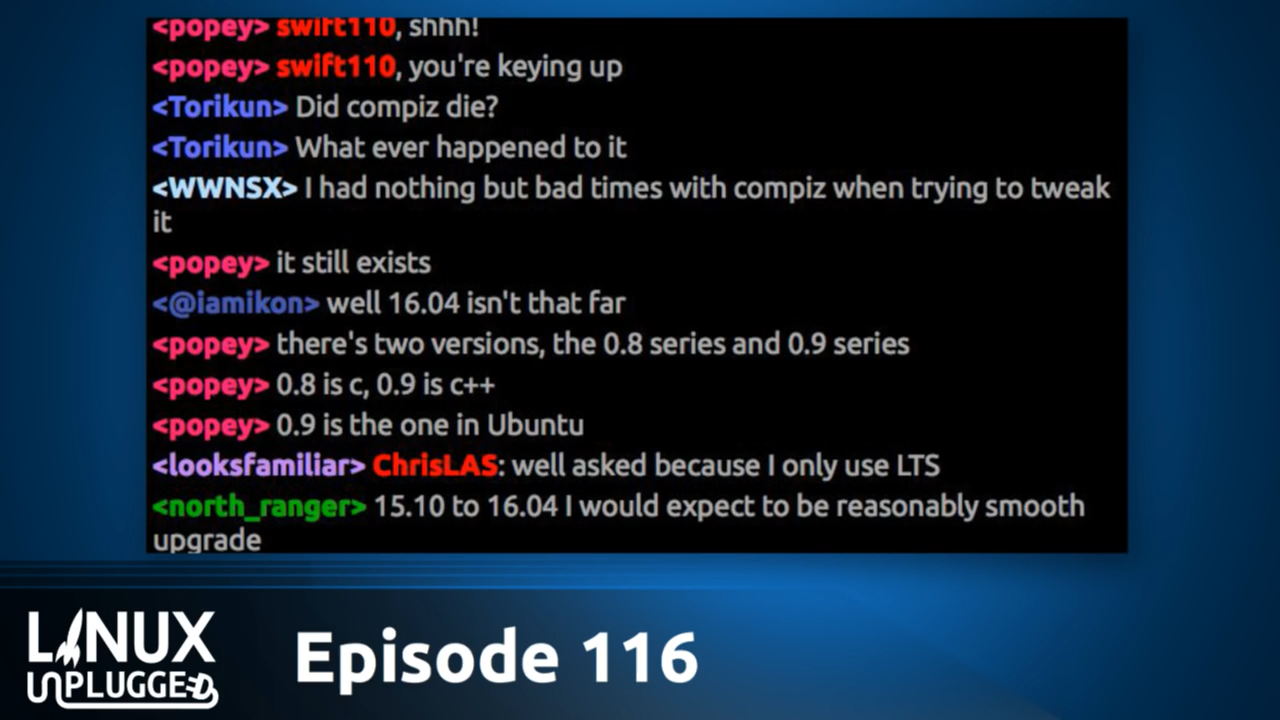 <popey> swift110, shhh!
<popey> swift110, you're keying up
<Torikun> Did compiz die?
<Torikun> What ever happened to it
<WWNSX> I had nothing but bad times with compiz when trying to tweak
it
<popey> it still exists
<@iamikon> well 16.04 isn't that far
<popey> there's two versions, the 0.8 series and 0.9 series
<popey> 0.8 is c, 0.9 is c++
<popey> 0.9 is the one in Ubuntu
<looksfamiliar> ChrisLAS: well asked because I only use LTS
<north_ranger> 15.10 to 16.04 I would expect to be reasonably smooth
upgrade
LINUX
UNPLUGGED
Episode 116